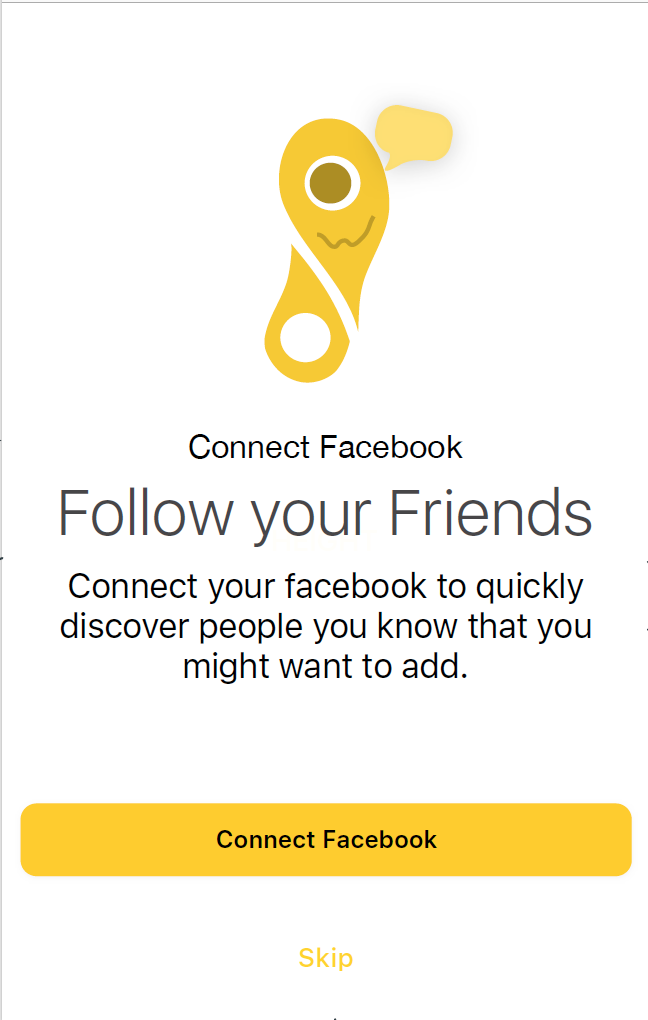 Connect Facebook
Follow your Friends
Connect your facebook to quickly
discover people you know that you
might want to add.
Connect Facebook
Skip